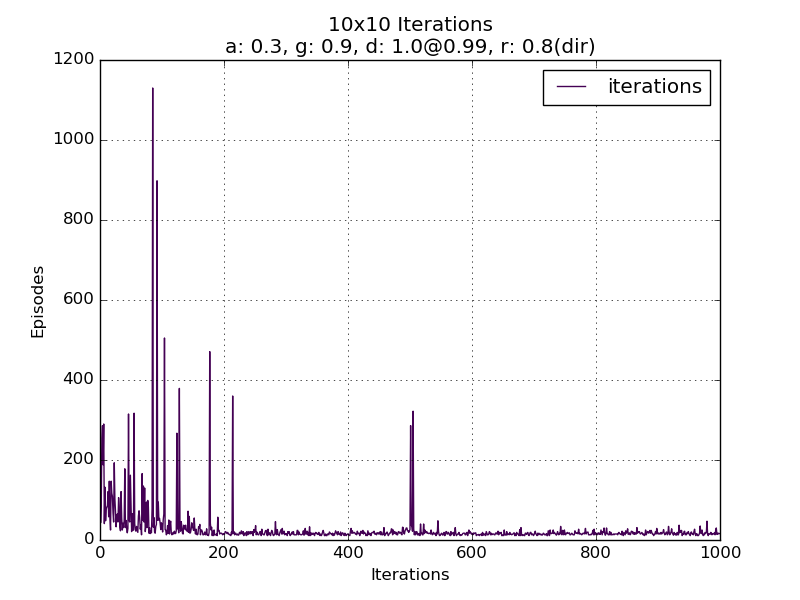 10x10 Iterations
a: 0.3, g: 0.9, d: 1.0@0.99, r: 0.8(dir)
iterations
Episodes
1200
1000
800
600
400
200
0
0 200 400 600 800 1000
Iterations